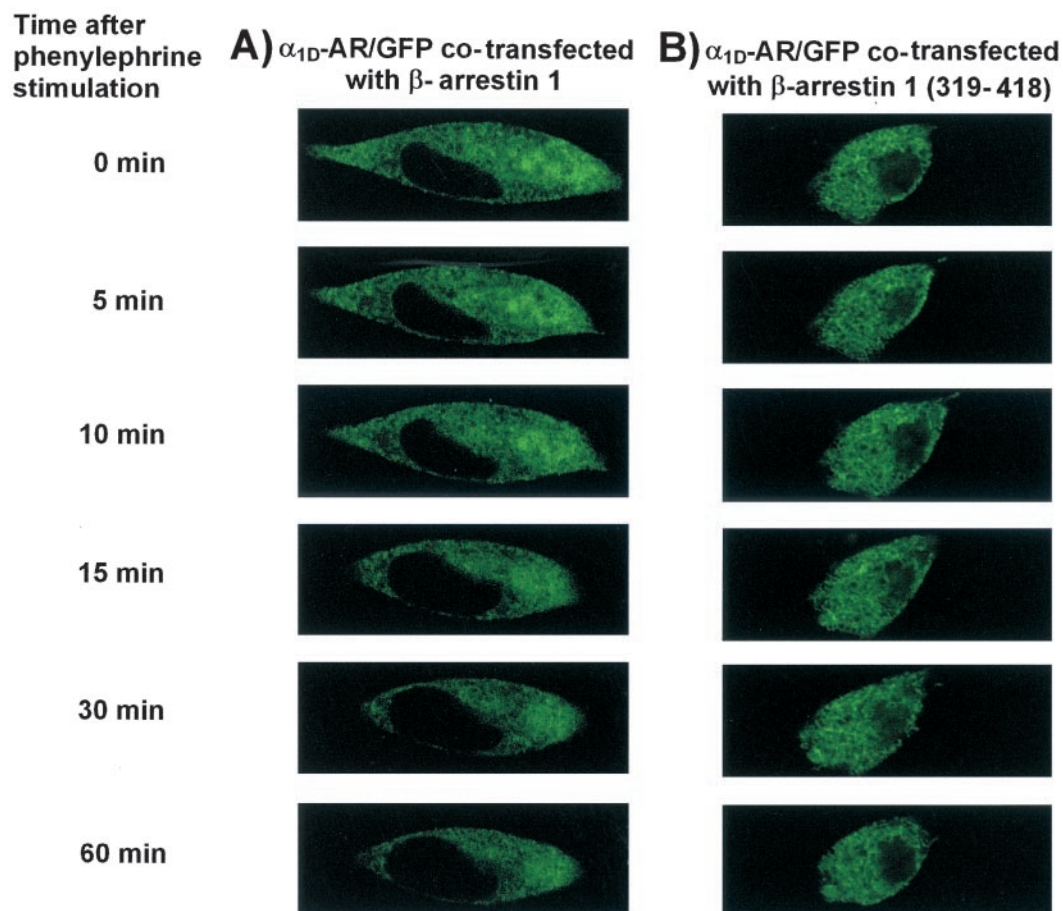 Time after
phenylephrine
stimulation
A) α1D-AR/GFP co-transfected
with β- arrestin 1
B) α1D-AR/GFP co-transfected
with β-arrestin 1 (319- 418)
0 min
5 min
10 min
15 min
30 min
60 min